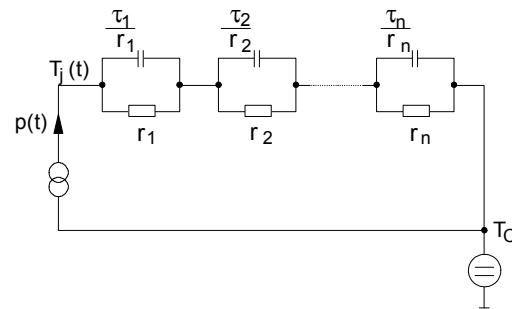 τ1
r1
τ2
r2
τn
rn
Tj (t)
r1
r2
rn
p(t)
TC